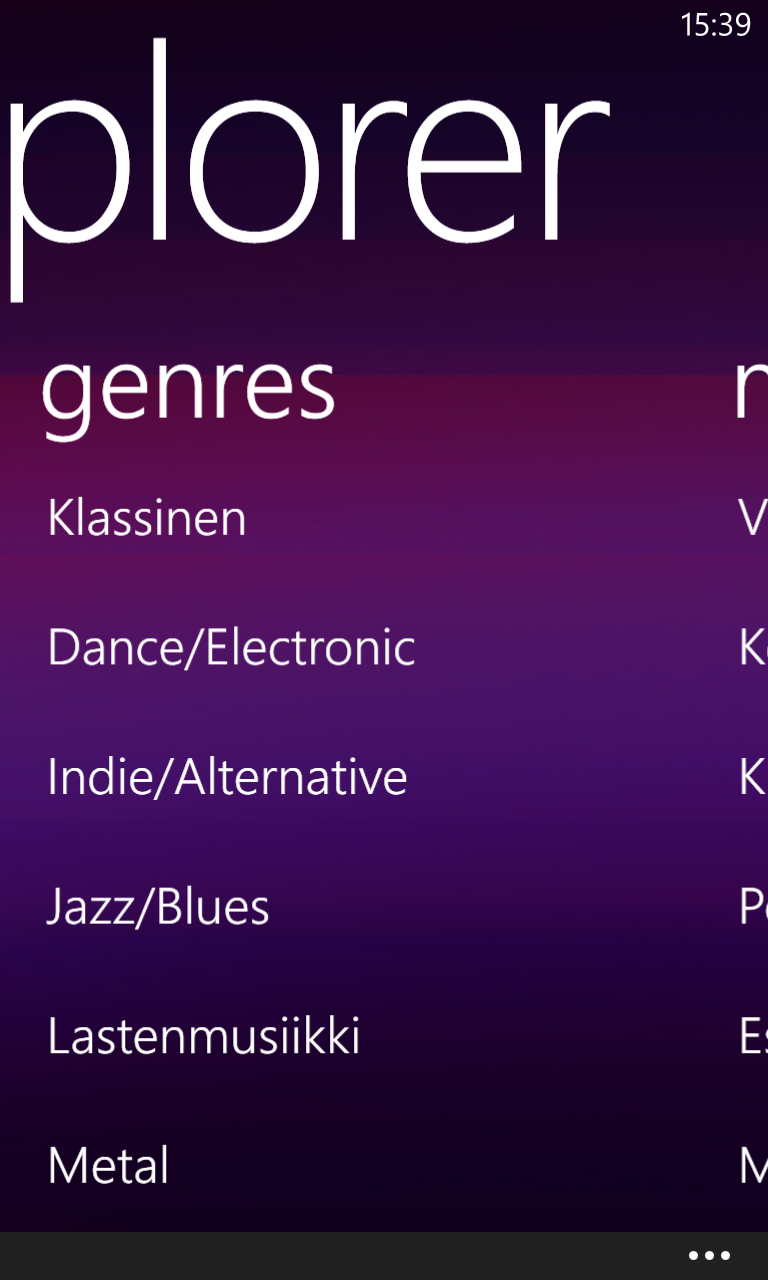 15:39
plorer
genres
Klassinen
Dance/Electronic
Indie/Alternative
Jazz/Blues
Lastenmusiikki
Metal